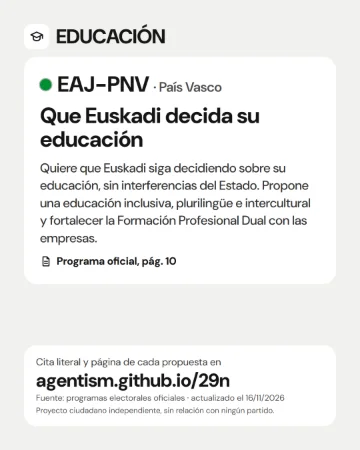 EDUCACIÓN
EAJ-PNV · País Vasco
Que Euskadi decida su
educación
Quiere que Euskadi siga decidiendo sobre su
educación, sin interferencias del Estado. Propone
una educación inclusiva, plurilingüe e intercultural
y fortalecer la Formación Profesional Dual con las
empresas.
Programa oficial, pág. 10
Cita literal y página de cada propuesta en
agentism.github.io/29n
Fuente: programas electorales oficiales · actualizado el 16/11/2026
Proyecto ciudadano independiente, sin relación con ningún partido.